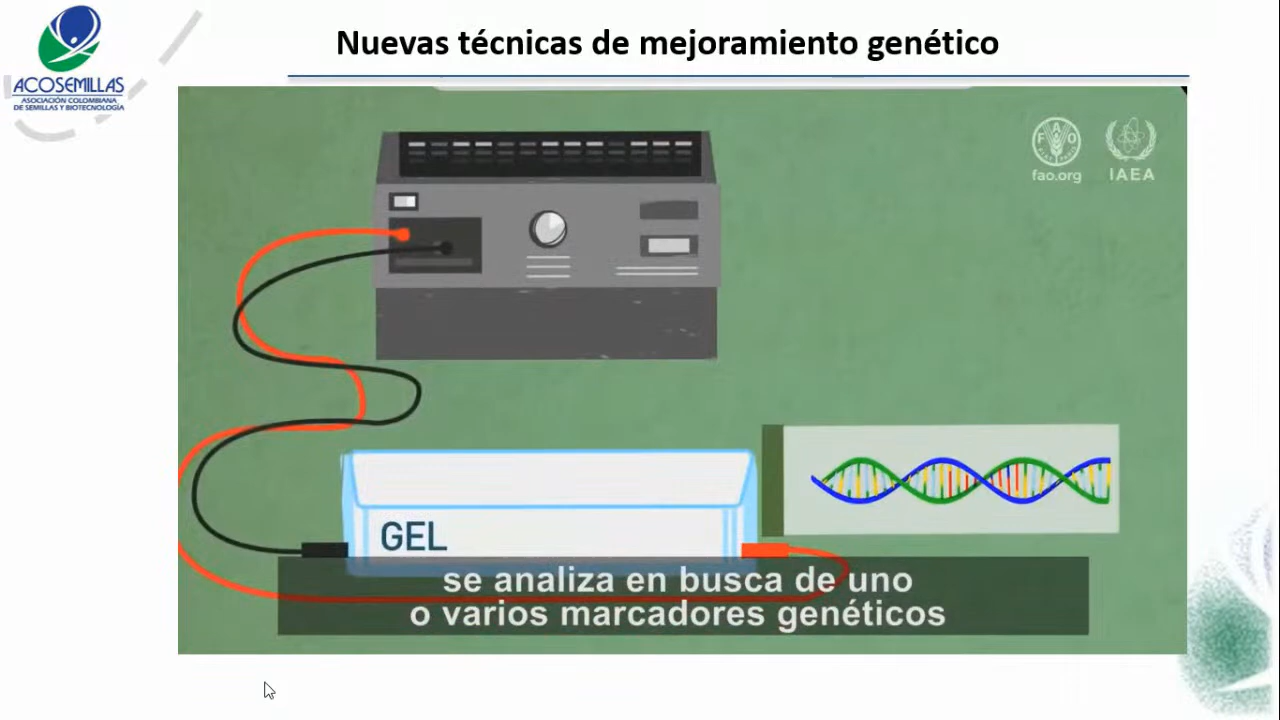 Nuevas técnicas de mejoramiento genético
ACOSEMILLAS
ASOCIACIÓN COLOMBIANA
DE SEMILLAS Y BIOTECNOLOGÍA
F A O
fao.org
IAEA
GEL
se analiza en busca de uno
o varios marcadores genéticos